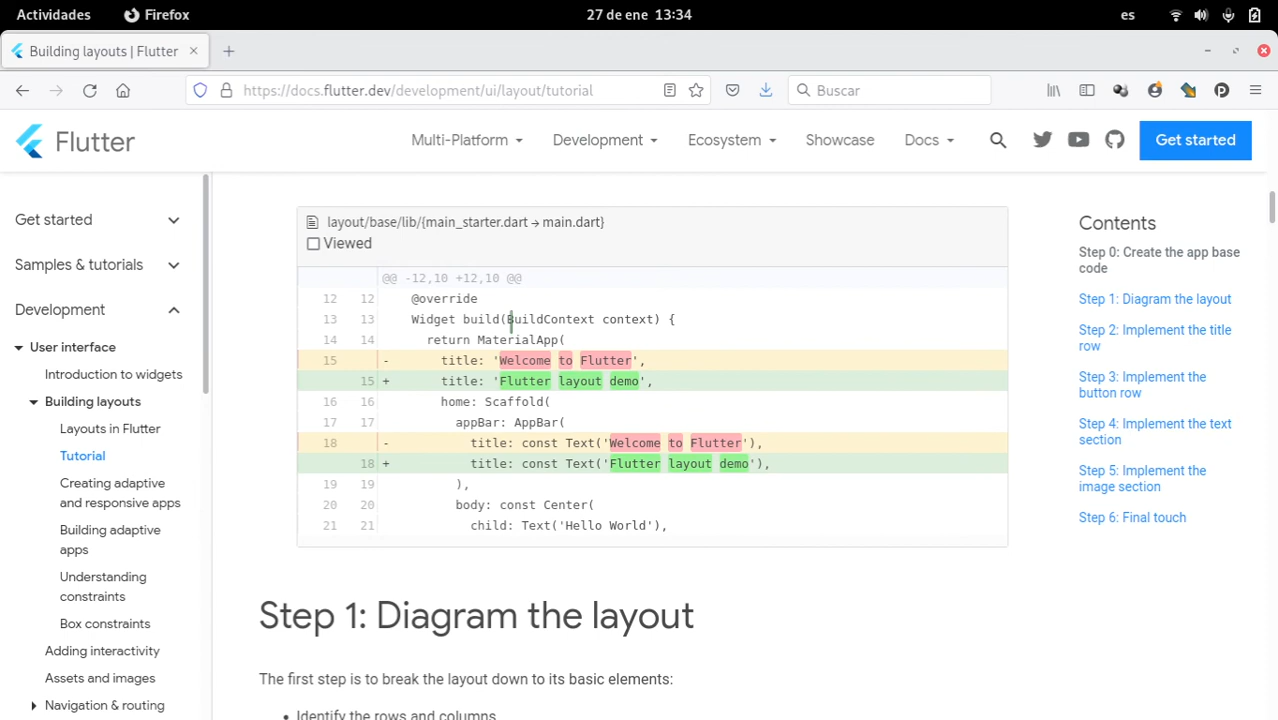 Actividades Firefox 27 de ene 13:34 es
Building layouts | Flutter
https://docs.flutter.dev/development/ui/layout/tutorial Buscar
Flutter Multi-Platform Development Ecosystem Showcase Docs Get started
Get started
Samples & tutorials
Development
User interface
Introduction to widgets
Building layouts
Layouts in Flutter
Tutorial
Creating adaptive
and responsive apps
Building adaptive
apps
Understanding
constraints
Box constraints
Adding interactivity
Assets and images
Navigation & routing
layout/base/lib/{main_starter.dart → main.dart}
Viewed
@@ -12,10 +12,10 @@
12 12 @override
13 13 Widget build(BuildContext context) {
14 14 return MaterialApp(
15 - title: 'Welcome to Flutter',
15 + title: 'Flutter layout demo',
16 16 home: Scaffold(
17 17 appBar: AppBar(
18 - title: const Text('Welcome to Flutter'),
18 + title: const Text('Flutter layout demo'),
19 19 ),
20 20 body: const Center(
21 21 child: Text('Hello World'),
Step 1: Diagram the layout
The first step is to break the layout down to its basic elements:
• Identify the rows and columns.
Contents
Step 0: Create the app base
code
Step 1: Diagram the layout
Step 2: Implement the title
row
Step 3: Implement the
button row
Step 4: Implement the text
section
Step 5: Implement the
image section
Step 6: Final touch